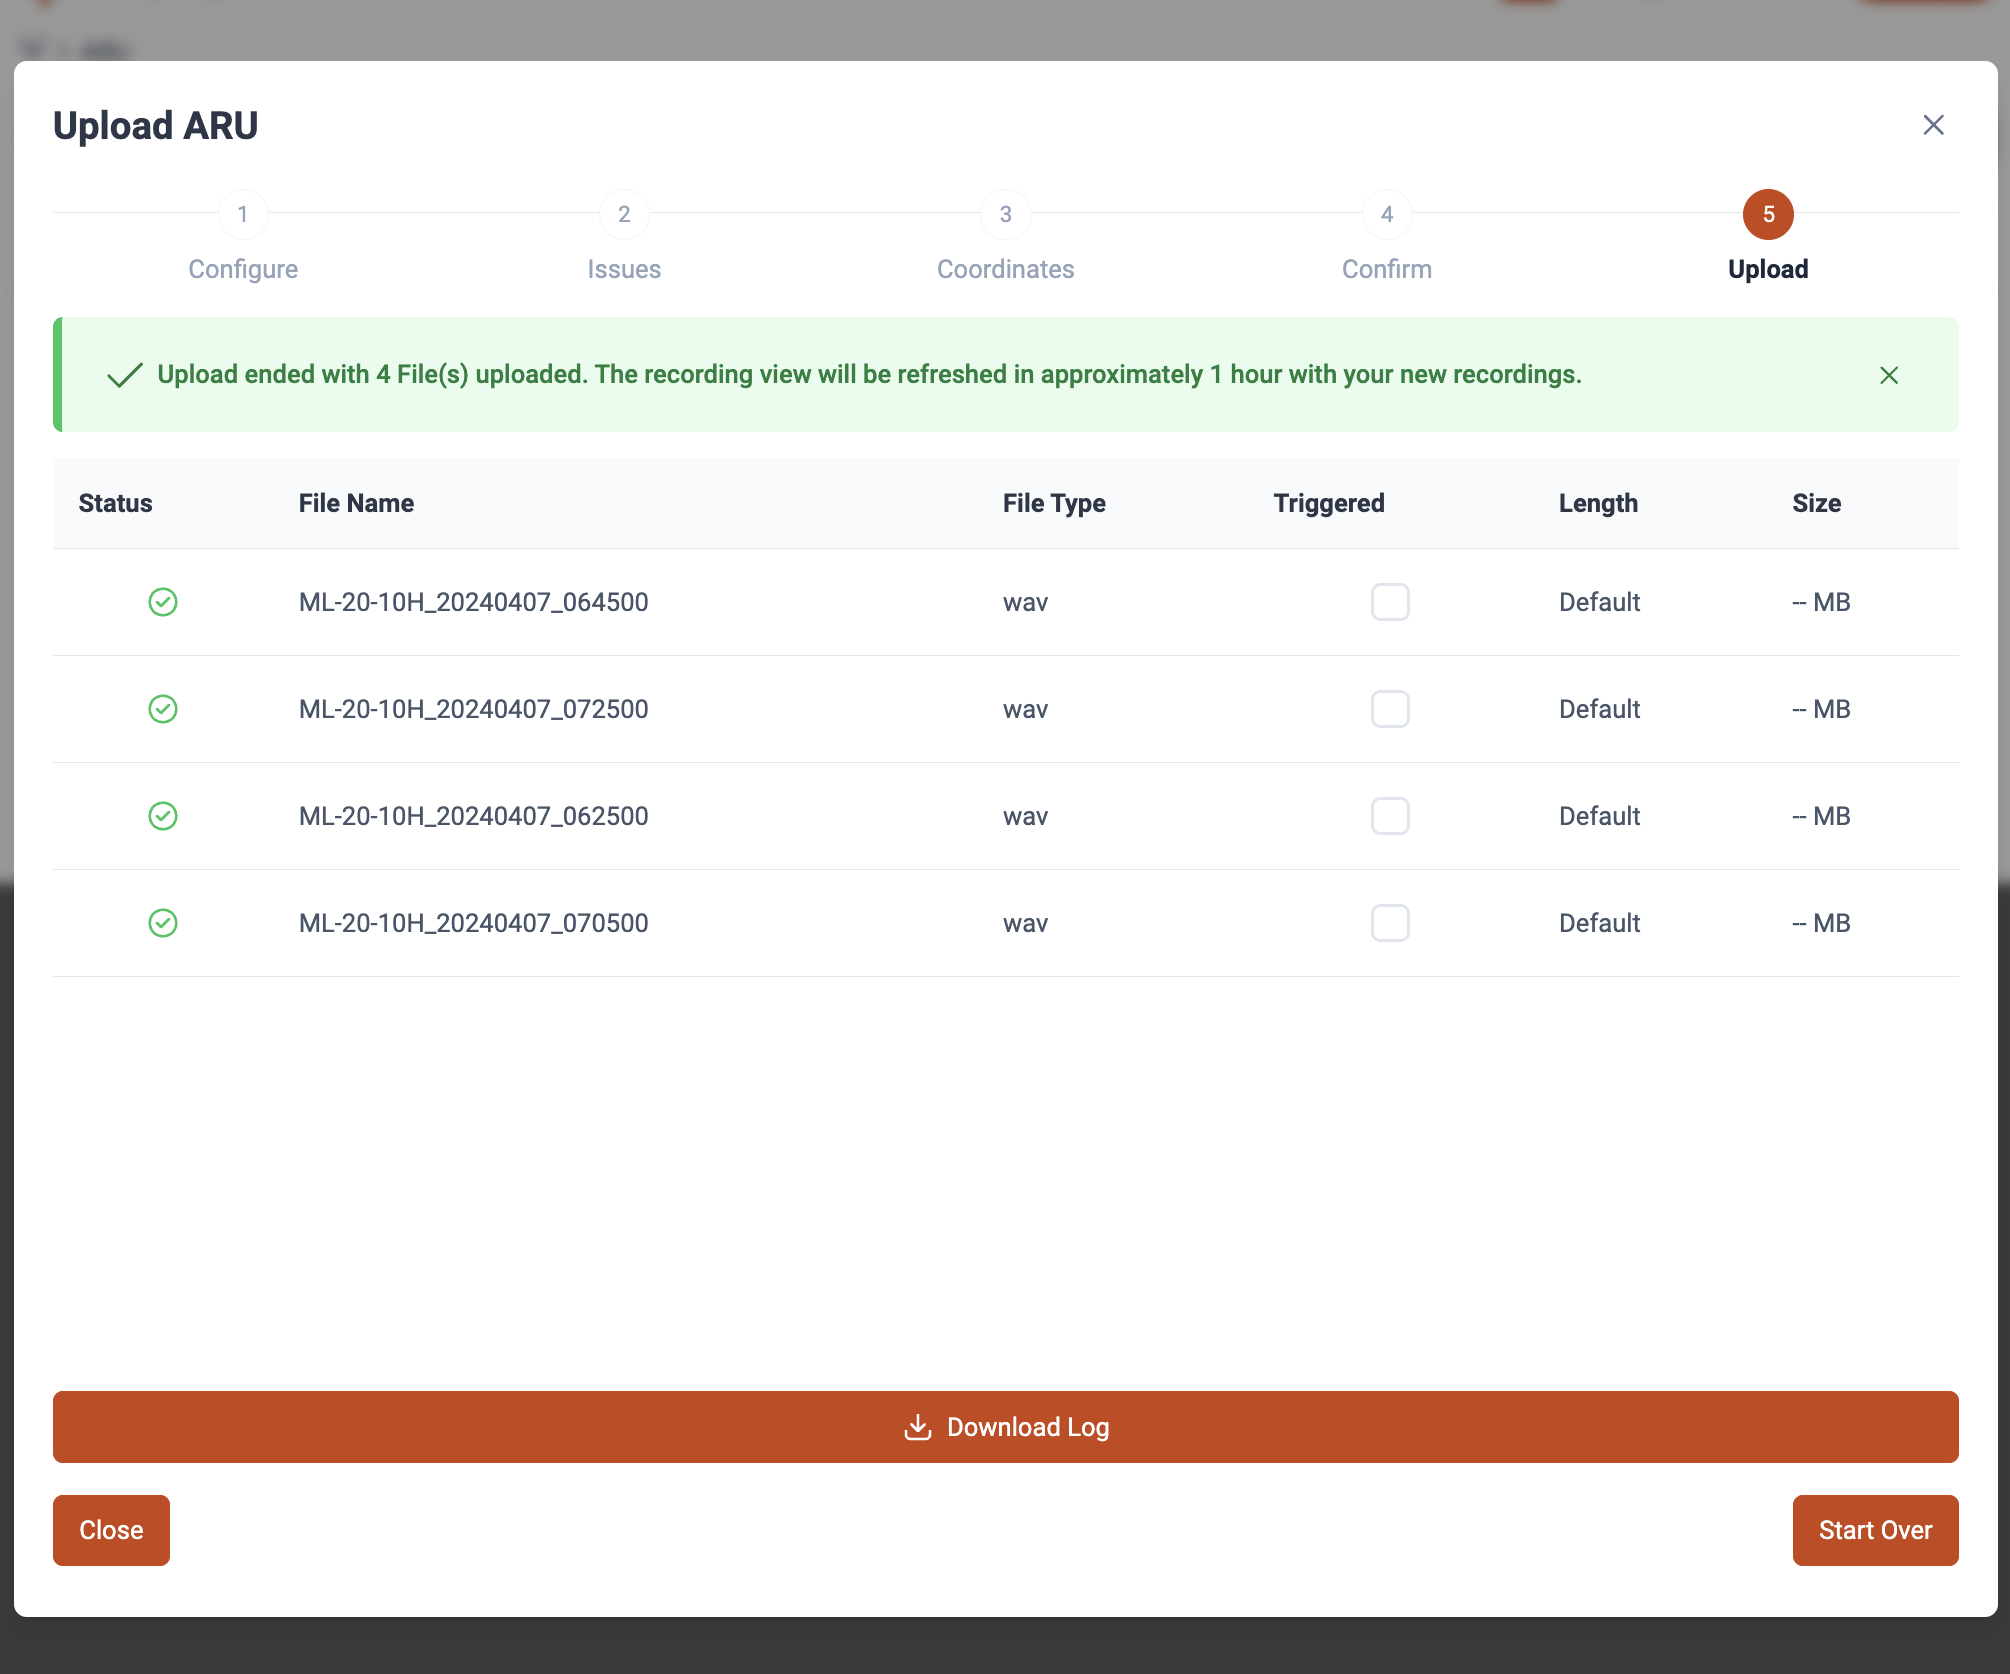 Upload ARU
1
2
3
4
5
Configure
Issues
Coordinates
Confirm
Upload
Upload ended with 4 File(s) uploaded. The recording view will be refreshed in approximately 1 hour with your new recordings.
Status File Name File Type Triggered Length Size
ML-20-10H_20240407_064500 wav Default -- MB
ML-20-10H_20240407_072500 wav Default -- MB
ML-20-10H_20240407_062500 wav Default -- MB
ML-20-10H_20240407_070500 wav Default -- MB
Download Log
Close
Start Over